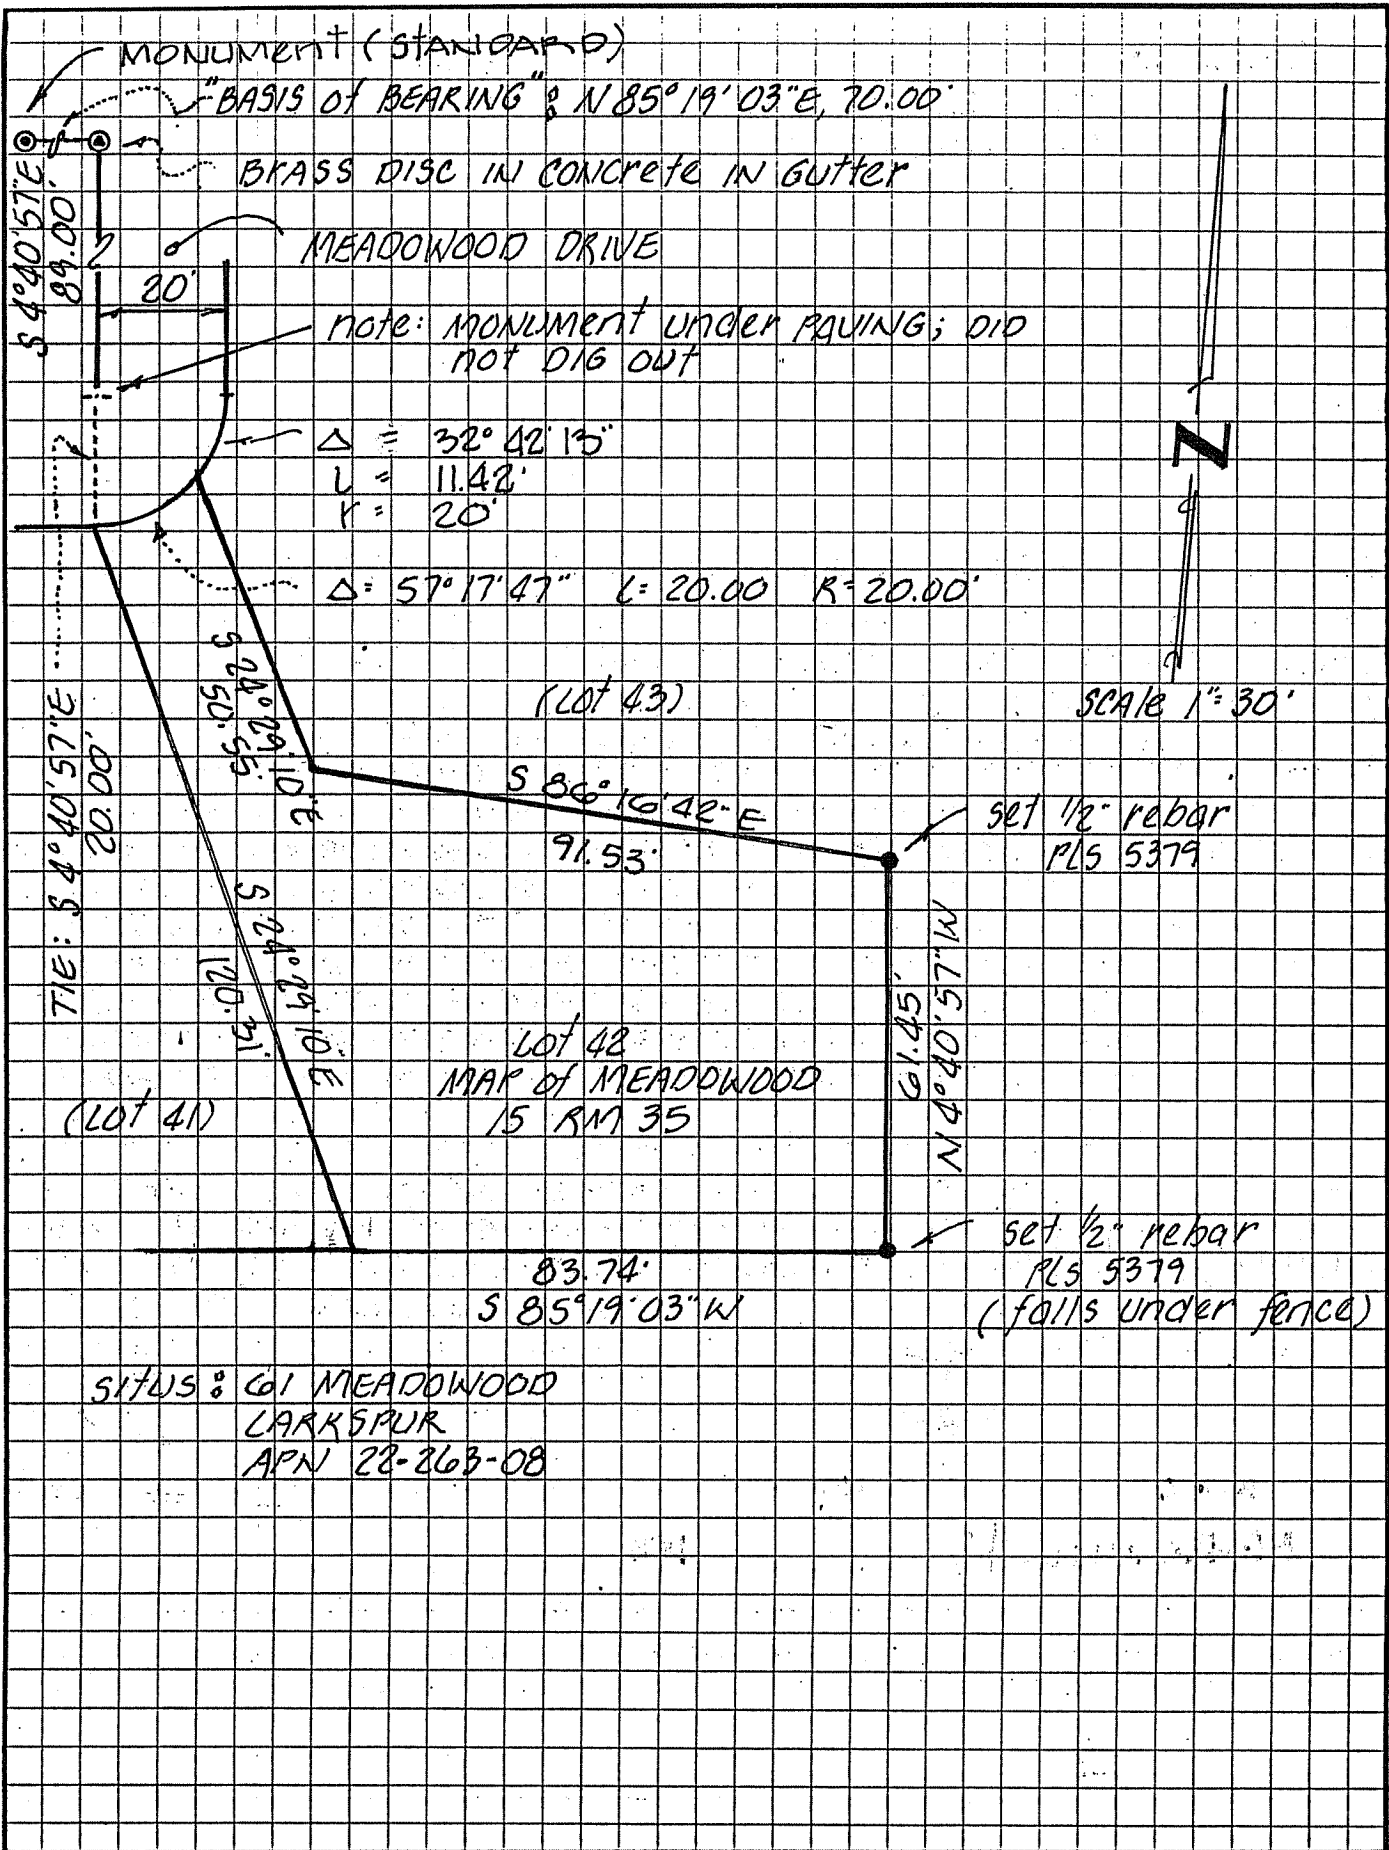 MONUMENT (STANDARD)
"BASIS of BEARING": N 85° 19' 03" E, 70.00'
BRASS DISC IN CONCRETE IN GUTTER
S 4° 40' 57" E
89.00'
MEADOWOOD DRIVE
20'
note: MONUMENT under PAVING; DID
not DIG OUT
Δ = 32° 42' 13"
L = 11.42'
r = 20'
Δ = 57° 17' 47" L = 20.00 R = 20.00'
S 24° 29' 10" E
50.55
(Lot 43)
SCALE 1" = 30'
N
TIE: S 4° 40' 57" E
20.00'
S 86° 16' 42" E
91.53'
set 1/2" rebar
PLS 5379
S 24° 29' 10" E
120.31'
61.45'
N 4° 40' 57" W
Lot 42
MAP of MEADOWOOD
15 RM 35
(Lot 41)
83.74'
S 85° 19' 03" W
set 1/2" rebar
PLS 5379
(falls under fence)
SITUS: 61 MEADOWOOD
LARKSPUR
APN 22-263-08